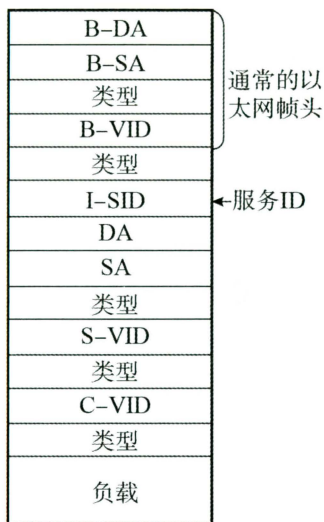 B-DA
B-SA
类型
B-VID
通常的以
太网帧头
类型
I-SID
服务ID
DA
SA
类型
S-VID
类型
C-VID
类型
负载